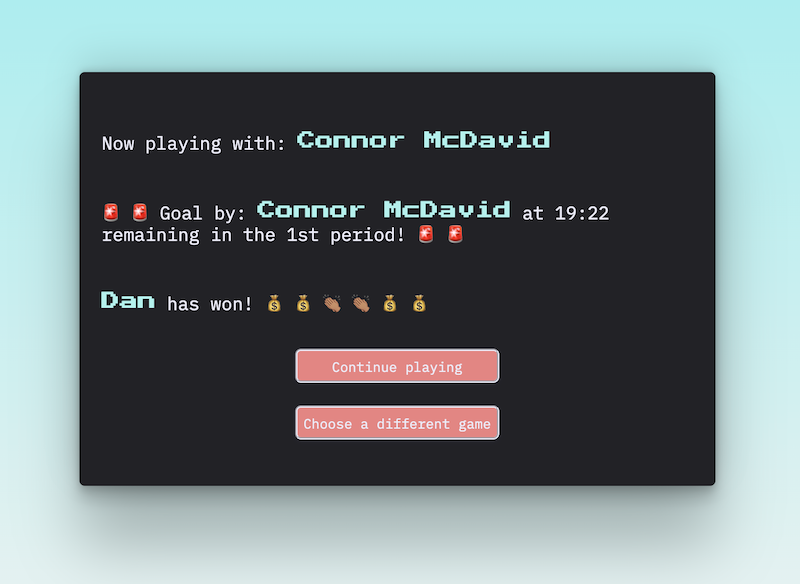 Now playing with: Connor McDavid
🚨 🚨 Goal by: Connor McDavid at 19:22
remaining in the 1st period! 🚨 🚨
Dan has won! 💰 💰 👏🏽 👏🏽 💰 💰
Continue playing
Choose a different game